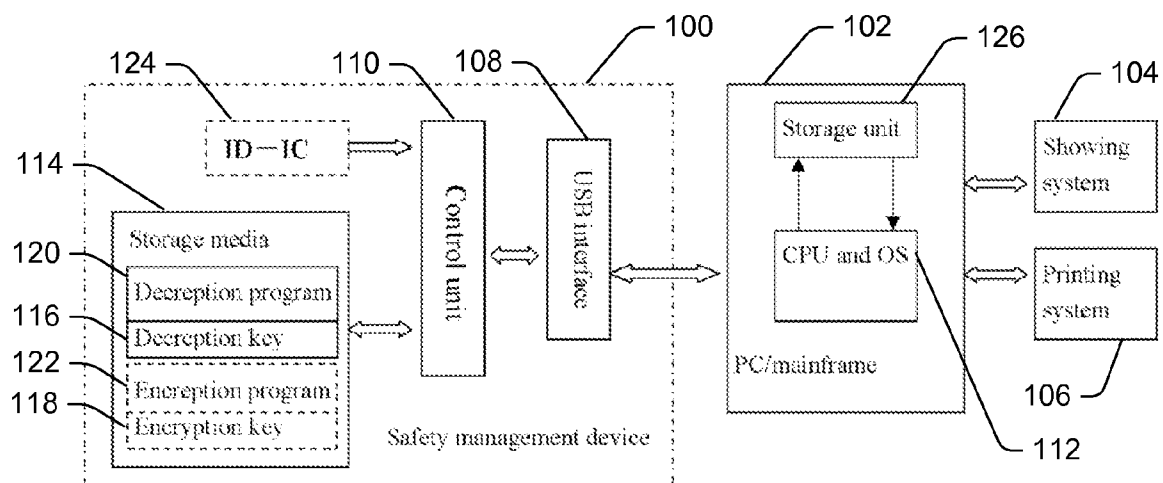 100
102
126
104
124
110
108
114
ID－IC
Control unit
USB interface
Storage unit
Showing
system
Storage media
120
Decreption program
CPU and OS
Printing
system
116
Decreption key
122
Encreption program
PC/mainframe
118
Encryption key
106
Safety management device
112